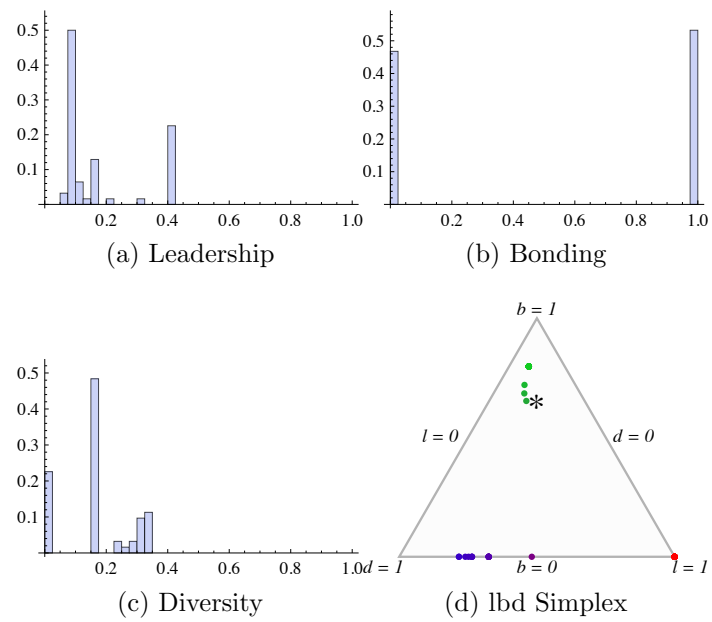 0.5
0.4
0.3
0.2
0.1
0.2 0.4 0.6 0.8 1.0
(a) Leadership
0.5
0.4
0.3
0.2
0.1
0.2 0.4 0.6 0.8 1.0
(b) Bonding
0.5
0.4
0.3
0.2
0.1
0.2 0.4 0.6 0.8 1.0
(c) Diversity
b = 1
l = 0
d = 0
*
d = 1
b = 0
l = 1
(d) lbd Simplex